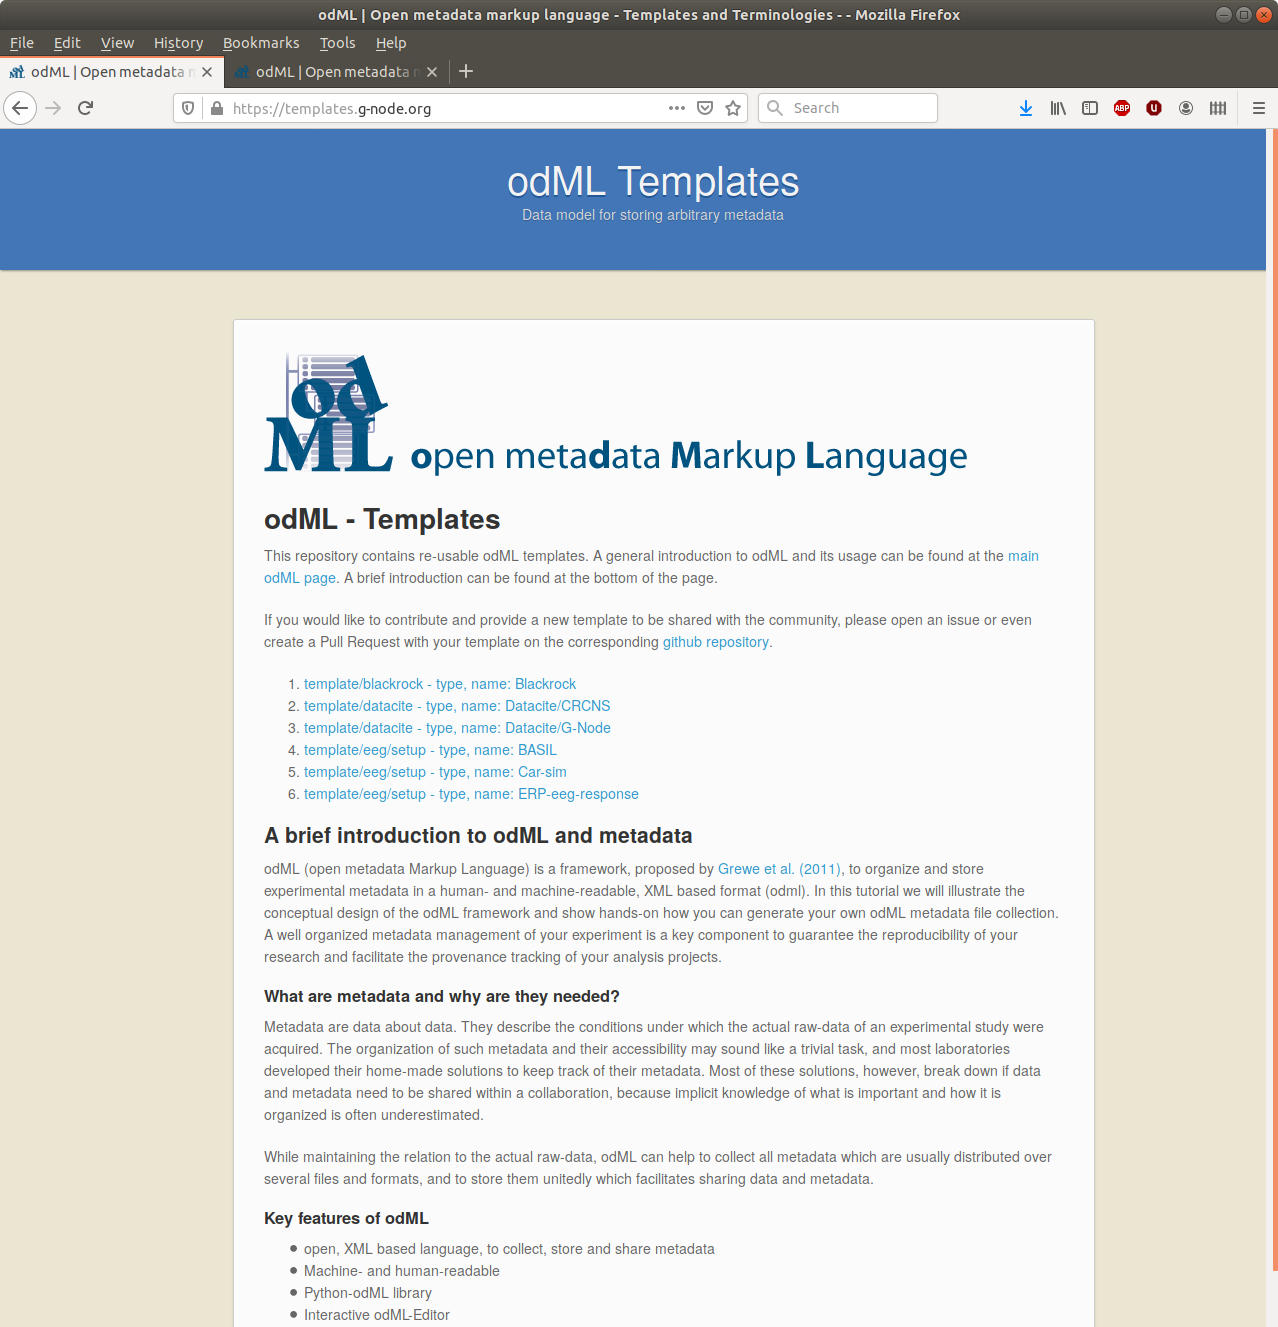 odML | Open metadata markup language - Templates and Terminologies - - Mozilla Firefox
File Edit View History Bookmarks Tools Help
odML | Open metadata odML | Open metadata
https://templates.g-node.org Search
ABP
odML Templates
Data model for storing arbitrary metadata
od
ML open metadata Markup Language
odML - Templates
This repository contains re-usable odML templates. A general introduction to odML and its usage can be found at the main
odML page. A brief introduction can be found at the bottom of the page.
If you would like to contribute and provide a new template to be shared with the community, please open an issue or even
create a Pull Request with your template on the corresponding github repository.
1. template/blackrock - type, name: Blackrock
2. template/datacite - type, name: Datacite/CRCNS
3. template/datacite - type, name: Datacite/G-Node
4. template/eeg/setup - type, name: BASIL
5. template/eeg/setup - type, name: Car-sim
6. template/eeg/setup - type, name: ERP-eeg-response
A brief introduction to odML and metadata
odML (open metadata Markup Language) is a framework, proposed by Grewe et al. (2011), to organize and store
experimental metadata in a human- and machine-readable, XML based format (odml). In this tutorial we will illustrate the
conceptual design of the odML framework and show hands-on how you can generate your own odML metadata file collection.
A well organized metadata management of your experiment is a key component to guarantee the reproducibility of your
research and facilitate the provenance tracking of your analysis projects.
What are metadata and why are they needed?
Metadata are data about data. They describe the conditions under which the actual raw-data of an experimental study were
acquired. The organization of such metadata and their accessibility may sound like a trivial task, and most laboratories
developed their home-made solutions to keep track of their metadata. Most of these solutions, however, break down if data
and metadata need to be shared within a collaboration, because implicit knowledge of what is important and how it is
organized is often underestimated.
While maintaining the relation to the actual raw-data, odML can help to collect all metadata which are usually distributed over
several files and formats, and to store them unitedly which facilitates sharing data and metadata.
Key features of odML
● open, XML based language, to collect, store and share metadata
● Machine- and human-readable
● Python-odML library
● Interactive odML-Editor